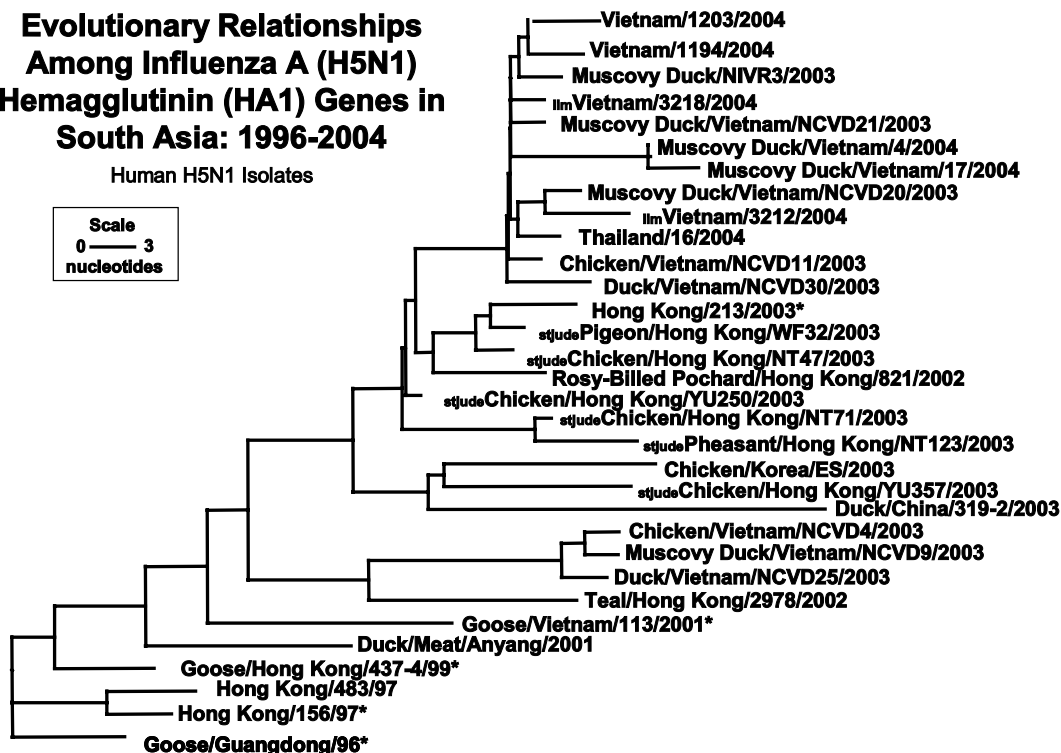 Evolutionary Relationships
Among Influenza A (H5N1)
Hemagglutinin (HA1) Genes in
South Asia: 1996-2004
Human H5N1 Isolates
Scale
0 3
nucleotides
Vietnam/1203/2004
Vietnam/1194/2004
Muscovy Duck/NIVR3/2003
llmVietnam/3218/2004
Muscovy Duck/Vietnam/NCVD21/2003
Muscovy Duck/Vietnam/4/2004
Muscovy Duck/Vietnam/17/2004
Muscovy Duck/Vietnam/NCVD20/2003
llmVietnam/3212/2004
Thailand/16/2004
Chicken/Vietnam/NCVD11/2003
Duck/Vietnam/NCVD30/2003
Hong Kong/213/2003*
stjudePigeon/Hong Kong/WF32/2003
stjudeChicken/Hong Kong/NT47/2003
Rosy-Billed Pochard/Hong Kong/821/2002
stjudeChicken/Hong Kong/YU250/2003
stjudeChicken/Hong Kong/NT71/2003
stjudePheasant/Hong Kong/NT123/2003
Chicken/Korea/ES/2003
stjudeChicken/Hong Kong/YU357/2003
Duck/China/319-2/2003
Chicken/Vietnam/NCVD4/2003
Muscovy Duck/Vietnam/NCVD9/2003
Duck/Vietnam/NCVD25/2003
Teal/Hong Kong/2978/2002
Goose/Vietnam/113/2001*
Duck/Meat/Anyang/2001
Goose/Hong Kong/437-4/99*
Hong Kong/483/97
Hong Kong/156/97*
Goose/Guangdong/96*